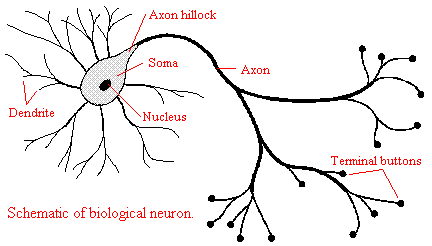 Axon hillock
Soma
Axon
Nucleus
Dendrite
Terminal buttons
Schematic of biological neuron.